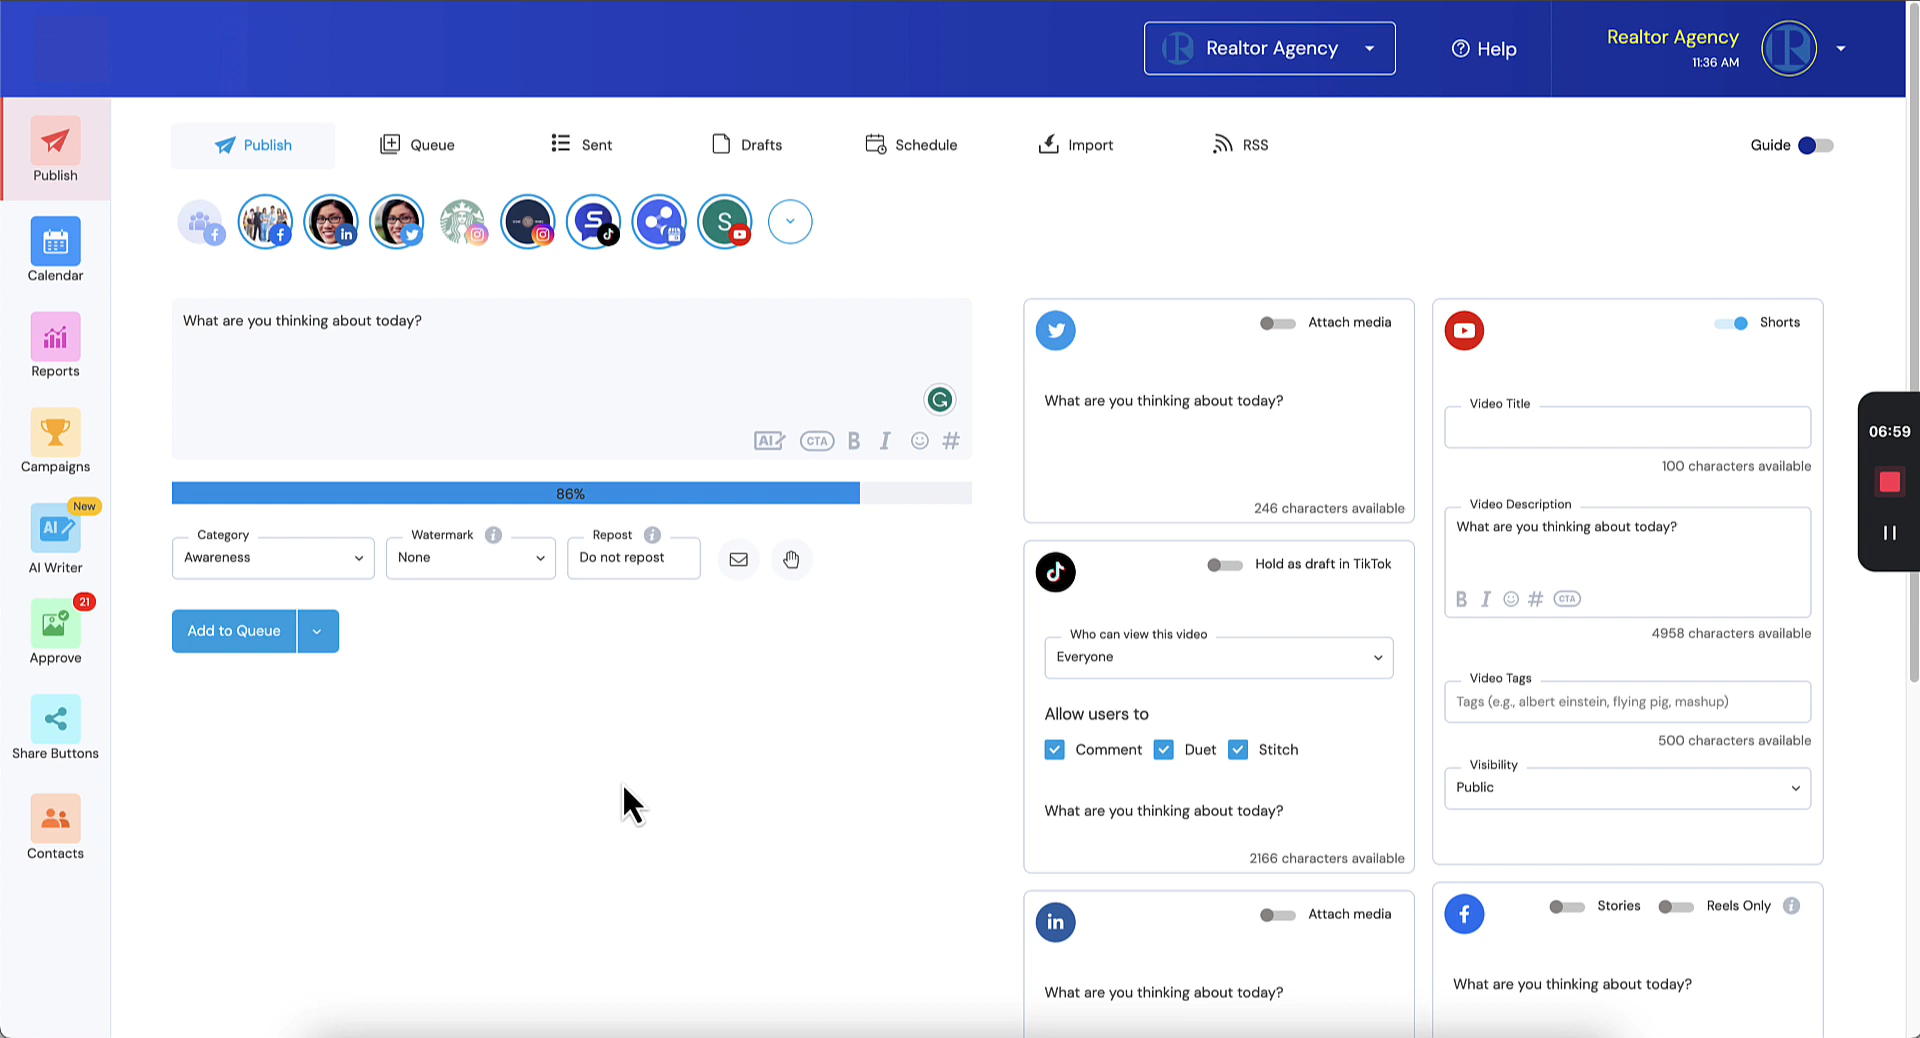 Realtor Agency
Help
Realtor Agency
11:36 AM
Publish
Calendar
Reports
Campaigns
New
AI
AI Writer
21
Approve
Share Buttons
Contacts
Publish
Queue
Sent
Drafts
Schedule
Import
RSS
Guide
S
What are you thinking about today?
AI CTA B I #
86%
Category
Awareness
Watermark
None
Repost
Do not repost
Add to Queue
Attach media
What are you thinking about today?
246 characters available
Hold as draft in TikTok
Who can view this video
Everyone
Allow users to
Comment Duet Stitch
What are you thinking about today?
2166 characters available
in
Attach media
What are you thinking about today?
Shorts
Video Title
100 characters available
Video Description
What are you thinking about today?
B I # CTA
4958 characters available
Video Tags
Tags (e.g., albert einstein, flying pig, mashup)
500 characters available
Visibility
Public
Stories
Reels Only
What are you thinking about today?
06:59